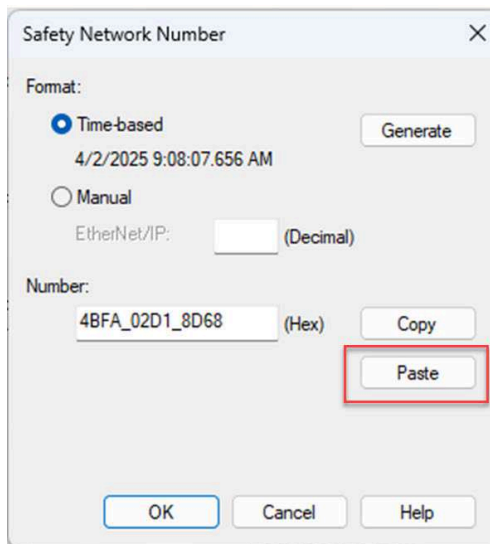 Safety Network Number
Format:
Time-based
Generate
4/2/2025 9:08:07.656 AM
Manual
EtherNet/IP:
(Decimal)
Number:
4BFA_02D1_8D68
(Hex)
Copy
Paste
OK
Cancel
Help